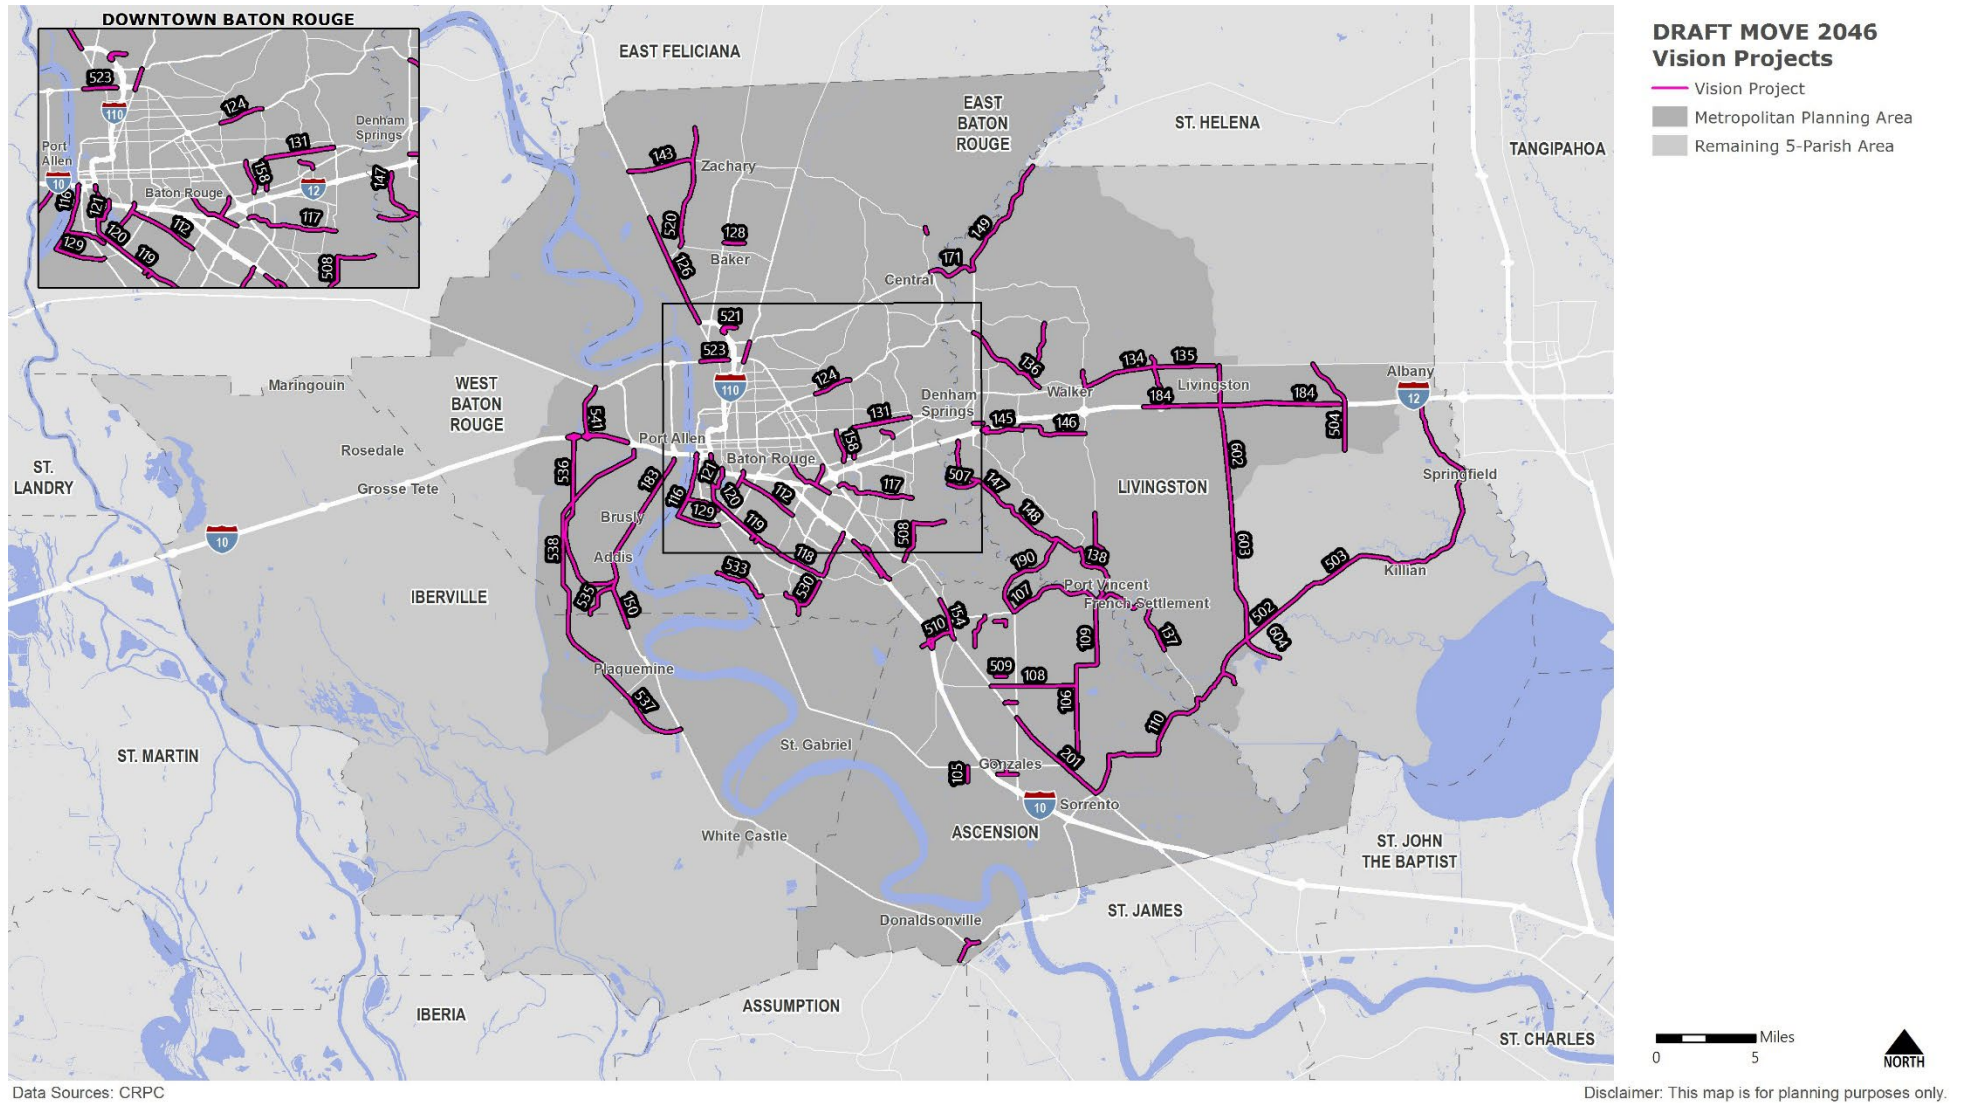 DOWNTOWN BATON ROUGE
523
110
124
Denham
Springs
Port
Allen
131
10
158
12
147
116
121
Baton Rouge
117
120
112
129
119
508
DRAFT MOVE 2046
Vision Projects
Vision Project
Metropolitan Planning Area
Remaining 5-Parish Area
EAST FELICIANA
EAST
BATON
ROUGE
ST. HELENA
TANGIPAHOA
143
Zachary
520
128
149
Baker
126
171
Central
521
523
110
124
136
134
135
Albany
Maringouin
WEST
BATON
ROUGE
Walker
Livingston
184
184
12
Denham
Springs
541
131
145
146
504
Port Allen
158
Rosedale
Baton Rouge
602
ST.
LANDRY
536
Grosse Tete
183
121
507
147
Springfield
116
120
112
117
LIVINGSTON
129
119
148
Brusly
508
10
538
Addis
118
138
603
503
533
190
Killian
IBERVILLE
535
150
530
107
Port Vincent
French Settlement
154
510
109
137
502
604
Plaquemine
509
108
537
106
110
ST. MARTIN
St. Gabriel
201
105
Gonzales
10
Sorrento
White Castle
ASCENSION
ST. JOHN
THE BAPTIST
Donaldsonville
ST. JAMES
ASSUMPTION
IBERIA
ST. CHARLES
Miles
0
5
NORTH
Data Sources: CRPC
Disclaimer: This map is for planning purposes only.